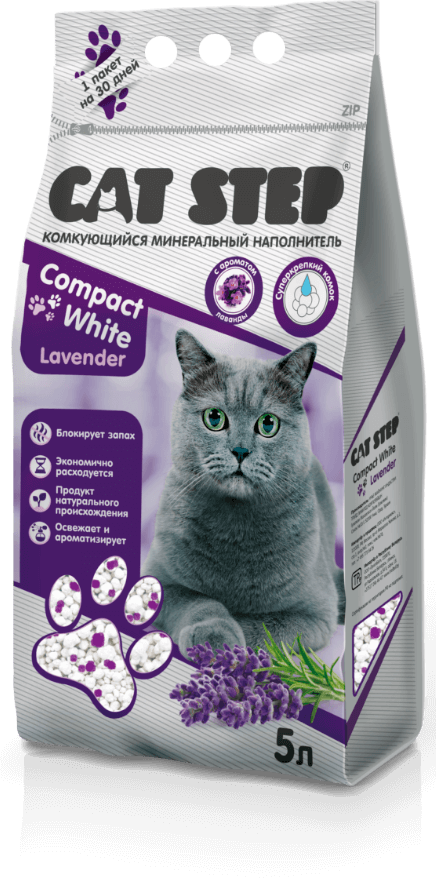 1 пакет
на 30 дней
ZIP
CAT STEP®
КОМКУЮЩИЙСЯ МИНЕРАЛЬНЫЙ НАПОЛНИТЕЛЬ
Compact
White
Lavender
с ароматом
лаванды
Суперкрепкий комок
Блокирует запах
Экономично
расходуется
Продукт
натурального
происхождения
Освежает и
ароматизирует
5л
CAT STEP
Compact White
Lavender